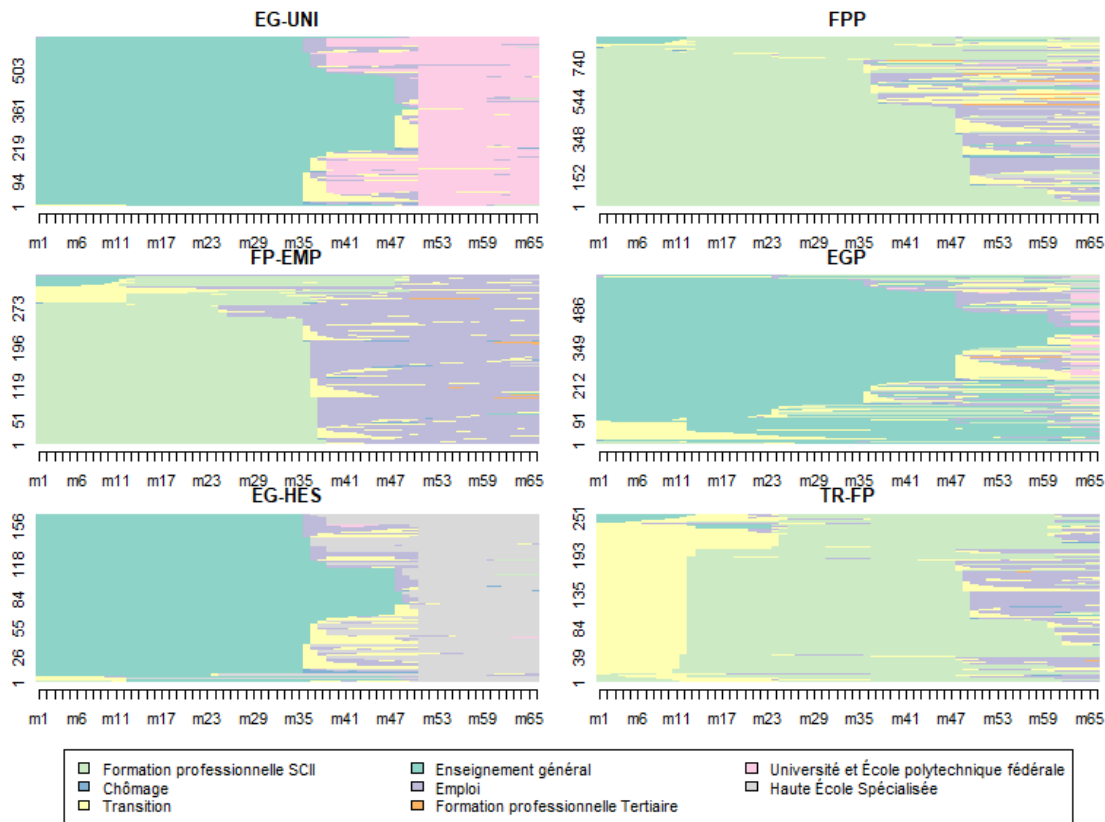 EG-UNI
FPP
503
361
219
94
1
740
544
348
152
1
m1 m6 m11 m17 m23 m29 m35 m41 m47 m53 m59 m65
m1 m6 m11 m17 m23 m29 m35 m41 m47 m53 m59 m65
FP-EMP
EGP
273
196
119
51
1
486
349
212
91
1
m1 m6 m11 m17 m23 m29 m35 m41 m47 m53 m59 m65
m1 m6 m11 m17 m23 m29 m35 m41 m47 m53 m59 m65
EG-HES
TR-FP
156
118
84
55
26
1
251
193
135
84
39
1
m1 m6 m11 m17 m23 m29 m35 m41 m47 m53 m59 m65
m1 m6 m11 m17 m23 m29 m35 m41 m47 m53 m59 m65
Formation professionnelle SCII
Chômage
Transition
Enseignement général
Emploi
Formation professionnelle Tertiaire
Université et École polytechnique fédérale
Haute École Spécialisée